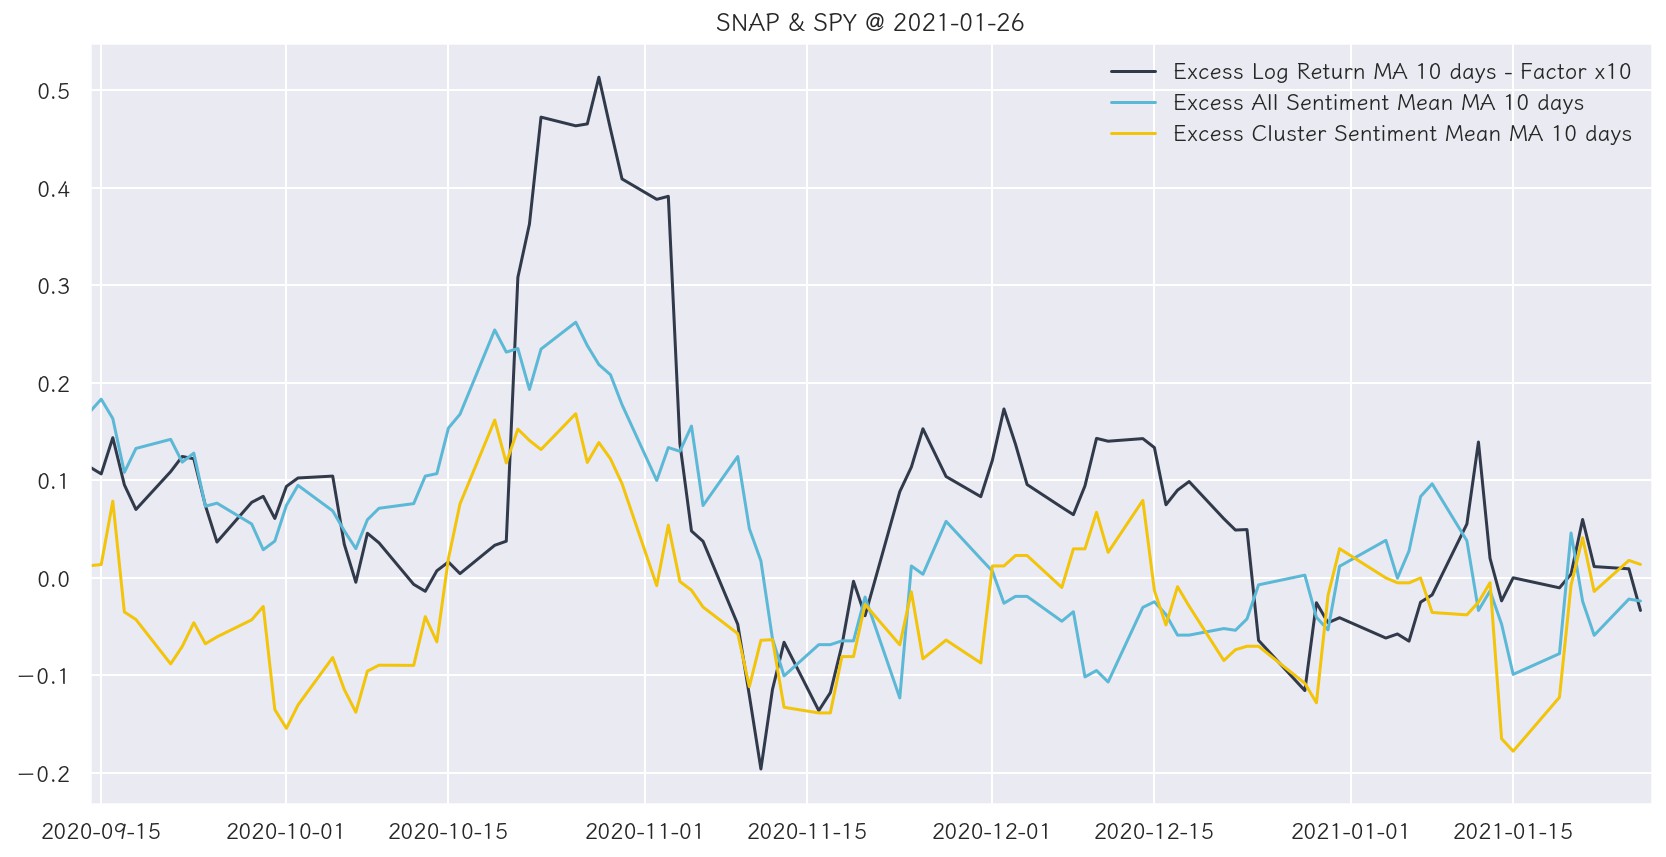 SNAP & SPY @ 2021-01-26
Excess Log Return MA 10 days - Factor x10
Excess All Sentiment Mean MA 10 days
Excess Cluster Sentiment Mean MA 10 days
0.5
0.4
0.3
0.2
0.1
0.0
−0.1
−0.2
2020-09-15 2020-10-01 2020-10-15 2020-11-01 2020-11-15 2020-12-01 2020-12-15 2021-01-01 2021-01-15